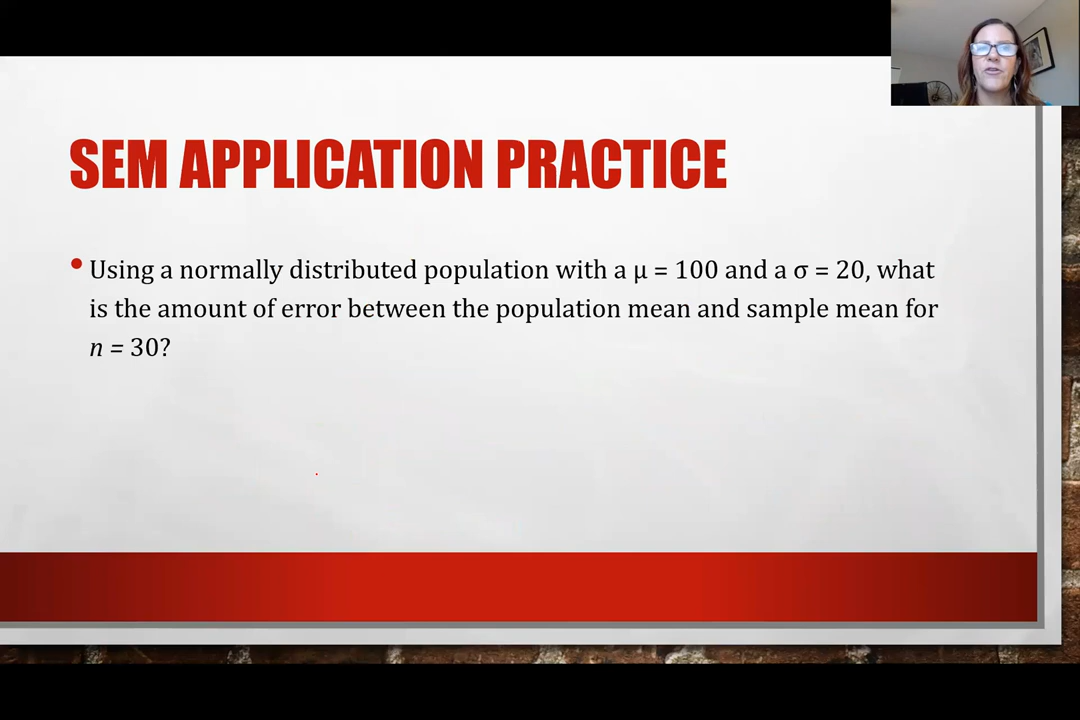 SEM APPLICATION PRACTICE
• Using a normally distributed population with a μ = 100 and a σ = 20, what
is the amount of error between the population mean and sample mean for
n = 30?